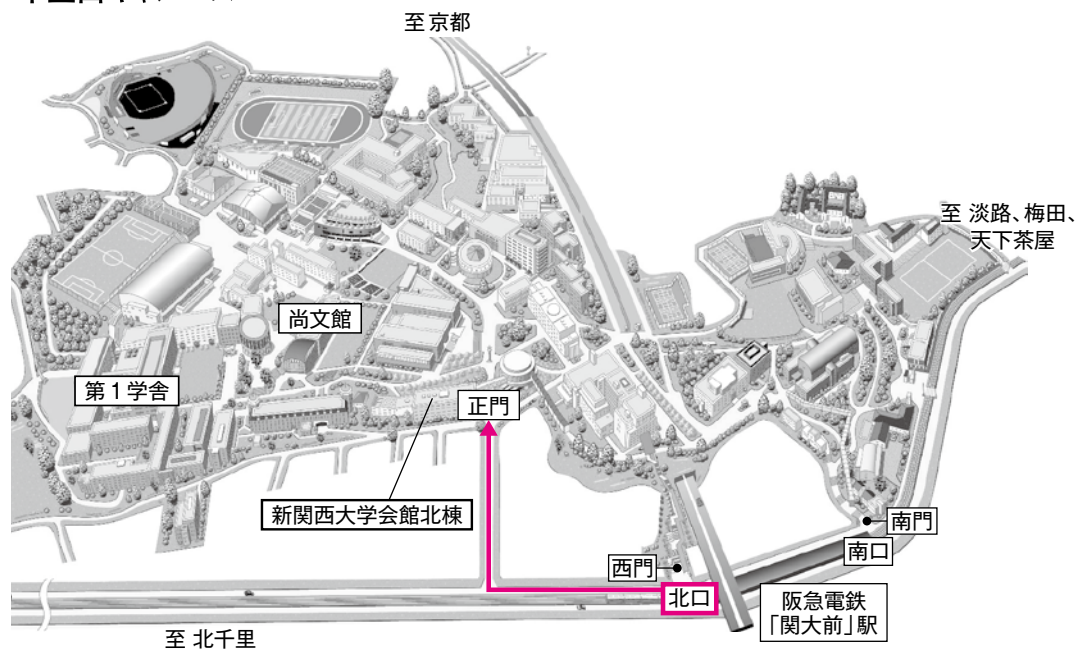 至京都
至 淡路、梅田、
天下茶屋
尚文館
第1学舎
正門
新関西大学会館北棟
南門
南口
西門
北口
阪急電鉄
「関大前」駅
至 北千里